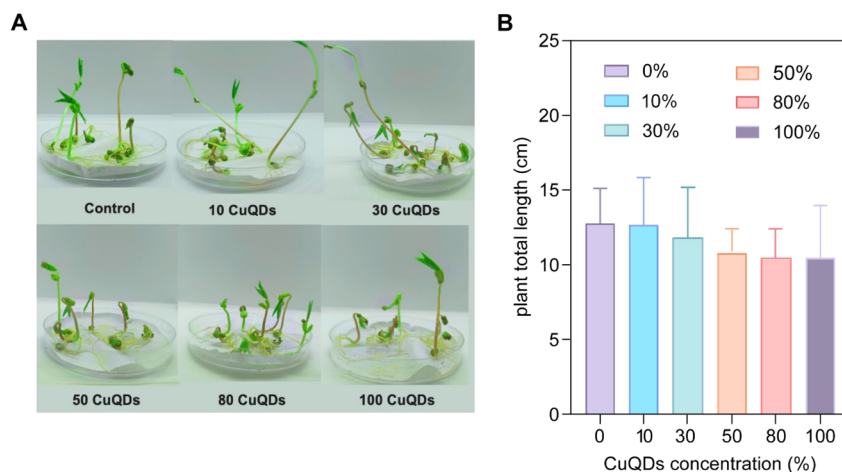 A
Control
10 CuQDs
30 CuQDs
50 CuQDs
80 CuQDs
100 CuQDs
B
plant total length (cm)
25
20
15
10
5
0
0%
10%
30%
50%
80%
100%
0 10 30 50 80 100
CuQDs concentration (%)